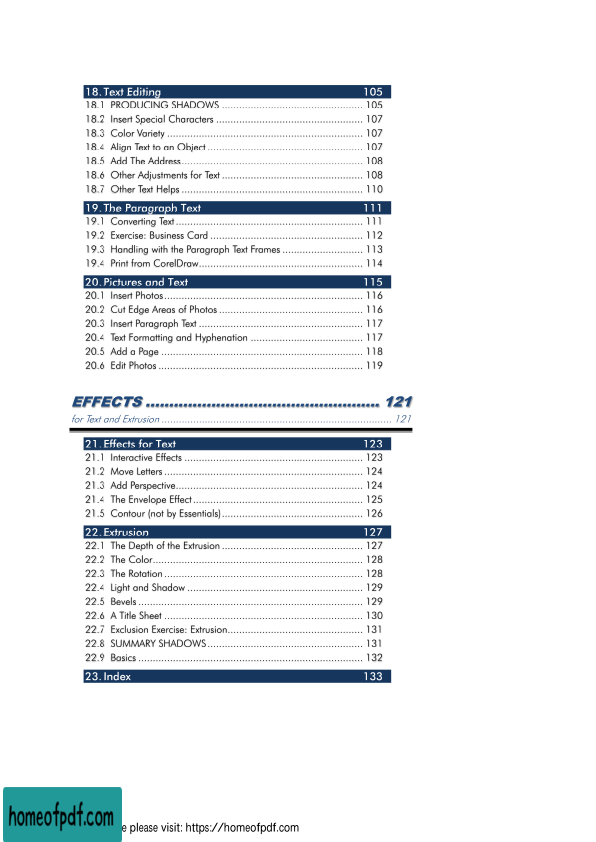 18. Text Editing 105
18.1 PRODUCING SHADOWS ................................................. 105
18.2 Insert Special Characters ................................................... 107
18.3 Color Variety .................................................................... 107
18.4 Align Text to an Object ...................................................... 107
18.5 Add The Address............................................................... 108
18.6 Other Adjustments for Text ................................................. 108
18.7 Other Text Helps ............................................................... 110
19. The Paragraph Text 111
19.1 Converting Text ................................................................. 111
19.2 Exercise: Business Card ..................................................... 112
19.3 Handling with the Paragraph Text Frames ............................ 113
19.4 Print from CorelDraw......................................................... 114
20. Pictures and Text 115
20.1 Insert Photos..................................................................... 116
20.2 Cut Edge Areas of Photos .................................................. 116
20.3 Insert Paragraph Text ......................................................... 117
20.4 Text Formatting and Hyphenation ....................................... 117
20.5 Add a Page ...................................................................... 118
20.6 Edit Photos ....................................................................... 119
EFFECTS .................................................. 121
for Text and Extrusion ................................................................................ 121
21. Effects for Text 123
21.1 Interactive Effects .............................................................. 123
21.2 Move Letters ..................................................................... 124
21.3 Add Perspective................................................................. 124
21.4 The Envelope Effect ........................................................... 125
21.5 Contour (not by Essentials) ................................................. 126
22. Extrusion 127
22.1 The Depth of the Extrusion ................................................. 127
22.2 The Color......................................................................... 128
22.3 The Rotation ..................................................................... 128
22.4 Light and Shadow ............................................................. 129
22.5 Bevels .............................................................................. 129
22.6 A Title Sheet ..................................................................... 130
22.7 Exclusion Exercise: Extrusion............................................... 131
22.8 SUMMARY SHADOWS...................................................... 131
22.9 Basics .............................................................................. 132
23. Index 133
homeofpdf.com
e please visit: https://homeofpdf.com